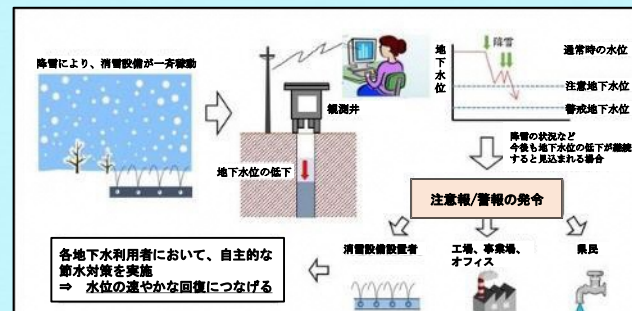 降雪により、消雪設備が一斉稼動
観測井
地下水位の低下
地下水位
降雪
通常時の水位
注意地下水位
警戒地下水位
降雪の状況など
今後も地下水位の低下が継続
すると見込まれる場合
注意報/警報の発令
消雪設備設置者
工場、事業場、
オフィス
県民
各地下水利用者において、自主的な
節水対策を実施
⇒ 水位の速やかな回復につなげる